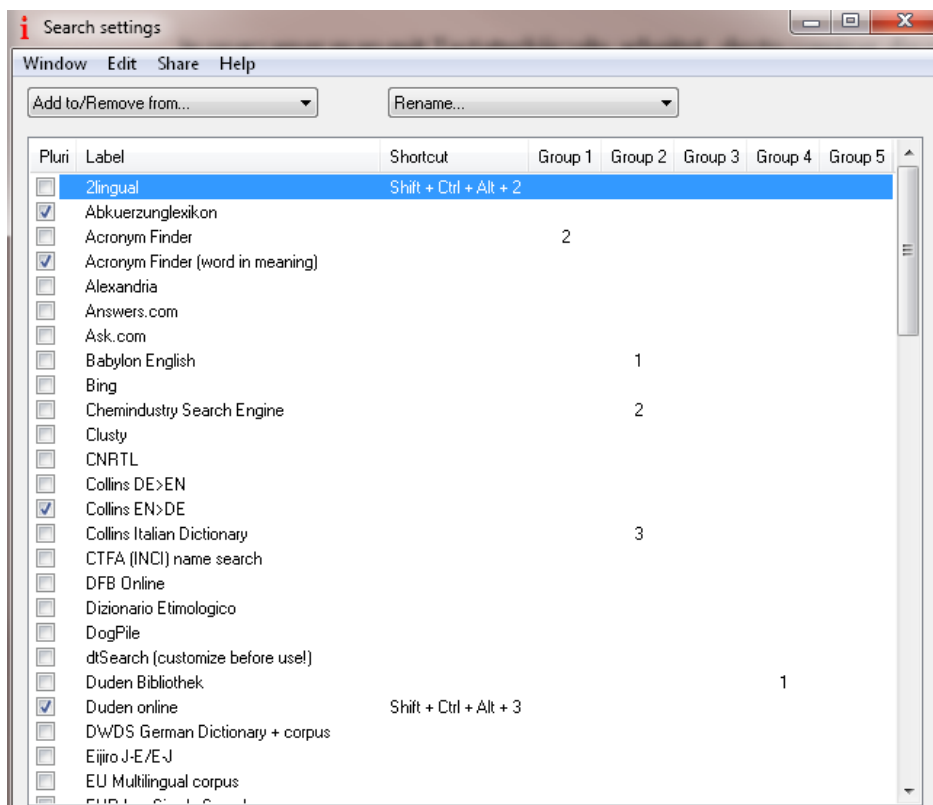 Search settings
Window Edit Share Help
Add to/Remove from... Rename...
Pluri Label Shortcut Group 1 Group 2 Group 3 Group 4 Group 5
2lingual Shift + Ctrl + Alt + 2
Abkuerzunglexikon
Acronym Finder 2
Acronym Finder (word in meaning)
Alexandria
Answers.com
Ask.com
Babylon English 1
Bing
Chemindustry Search Engine 2
Clusty
CNRTL
Collins DE>EN
Collins EN>DE
Collins Italian Dictionary 3
CTFA (INCI) name search
DFB Online
Dizionario Etimologico
DogPile
dtSearch (customize before use!)
Duden Bibliothek 1
Duden online Shift + Ctrl + Alt + 3
DWDS German Dictionary + corpus
Eijiro J-E/E-J
EU Multilingual corpus